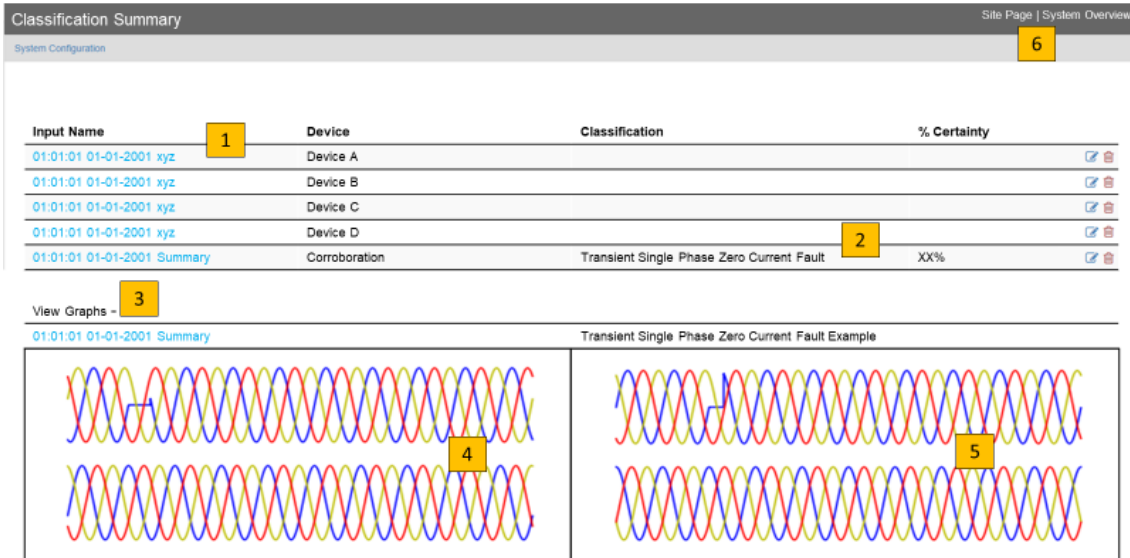 Classification Summary
Site Page | System Overview
6
System Configuration
Input Name 1 Device Classification % Certainty
01:01:01 01-01-2001 xyz Device A
01:01:01 01-01-2001 xyz Device B
01:01:01 01-01-2001 xyz Device C
01:01:01 01-01-2001 xyz Device D
2
01:01:01 01-01-2001 Summary Corroboration Transient Single Phase Zero Current Fault XX%
3
View Graphs -
01:01:01 01-01-2001 Summary Transient Single Phase Zero Current Fault Example
4 5